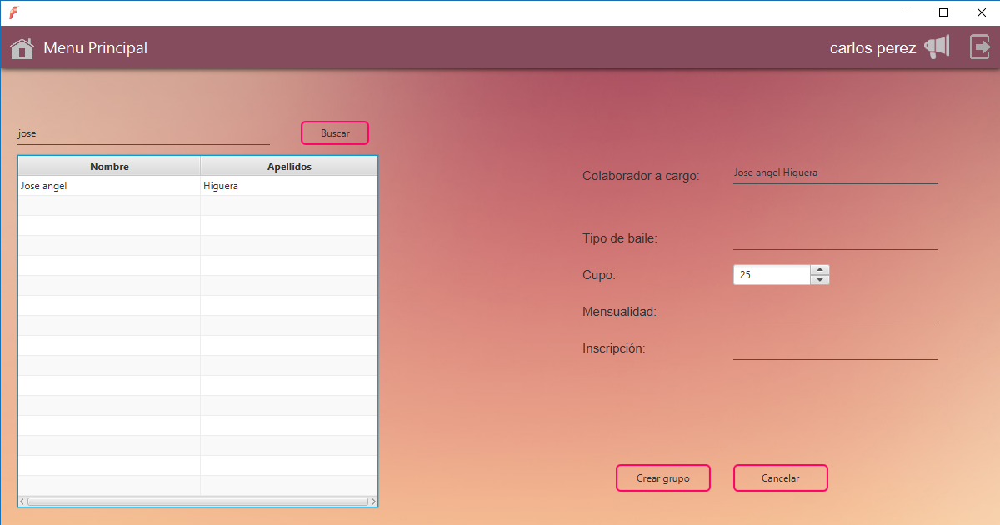 Menu Principal
carlos perez
jose
Buscar
Nombre Apellidos
Jose angel Higuera
Colaborador a cargo: Jose angel Higuera
Tipo de baile:
Cupo: 25
Mensualidad:
Inscripción:
Crear grupo Cancelar